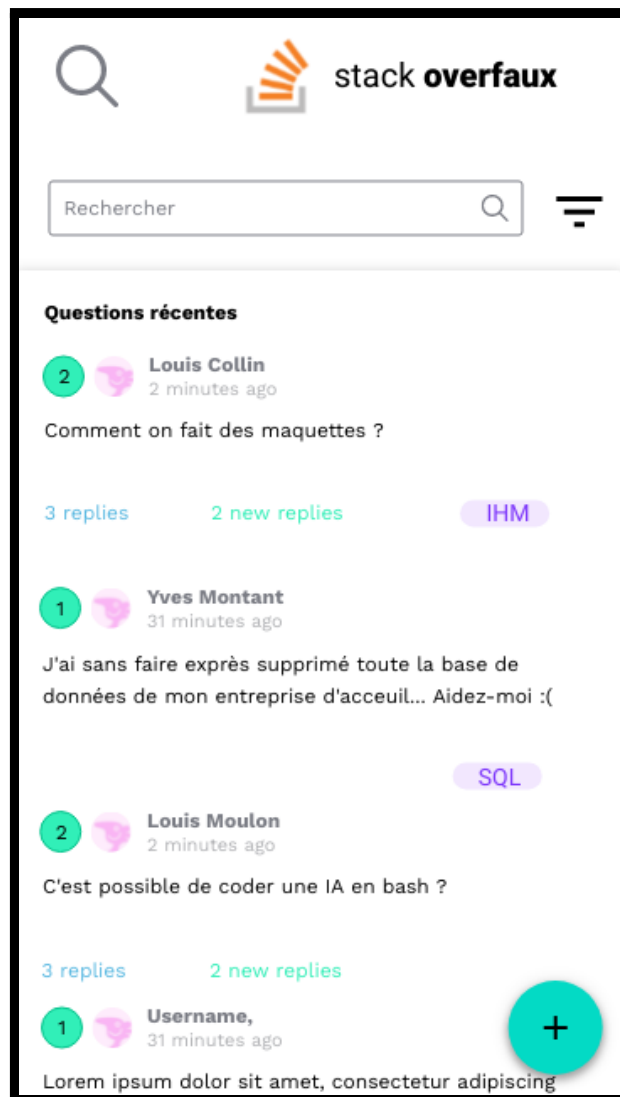 stack overfaux
Rechercher
Questions récentes
2
Louis Collin
2 minutes ago
Comment on fait des maquettes ?
3 replies 2 new replies IHM
1
Yves Montant
31 minutes ago
J'ai sans faire exprès supprimé toute la base de
données de mon entreprise d'acceuil... Aidez-moi :(
SQL
2
Louis Moulon
2 minutes ago
C'est possible de coder une IA en bash ?
3 replies 2 new replies
1
Username,
31 minutes ago
+
Lorem ipsum dolor sit amet, consectetur adipiscing